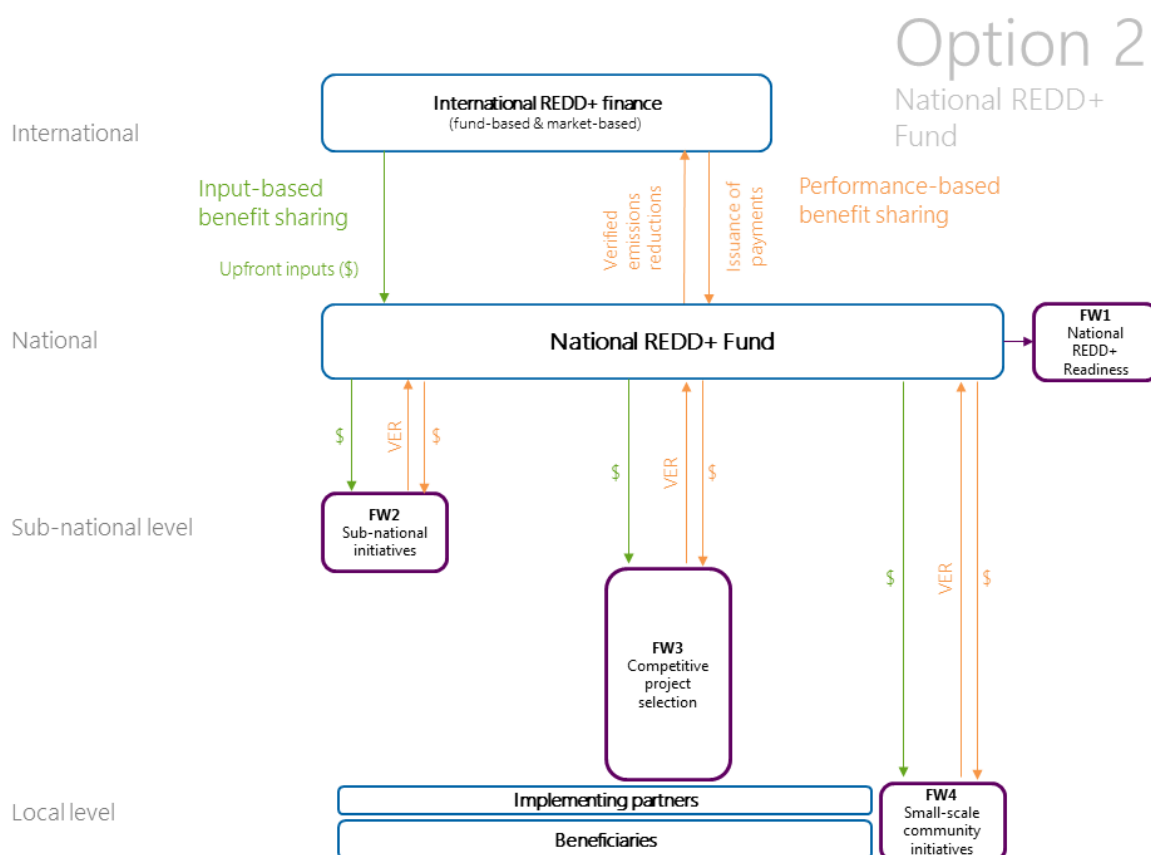 Option 2
National REDD+
Fund
International
International REDD+ finance
(fund-based & market-based)
Input-based
benefit sharing
Upfront inputs ($)
Verified
emissions
reductions
Issuance of
payments
Performance-based
benefit sharing
National
National REDD+ Fund
FW1
National
REDD+
Readiness
$
VER
$
$
VER
$
$
VER
$
Sub-national level
FW2
Sub-national
initiatives
FW3
Competitive
project
selection
Local level
Implementing partners
Beneficiaries
FW4
Small-scale
community
initiatives